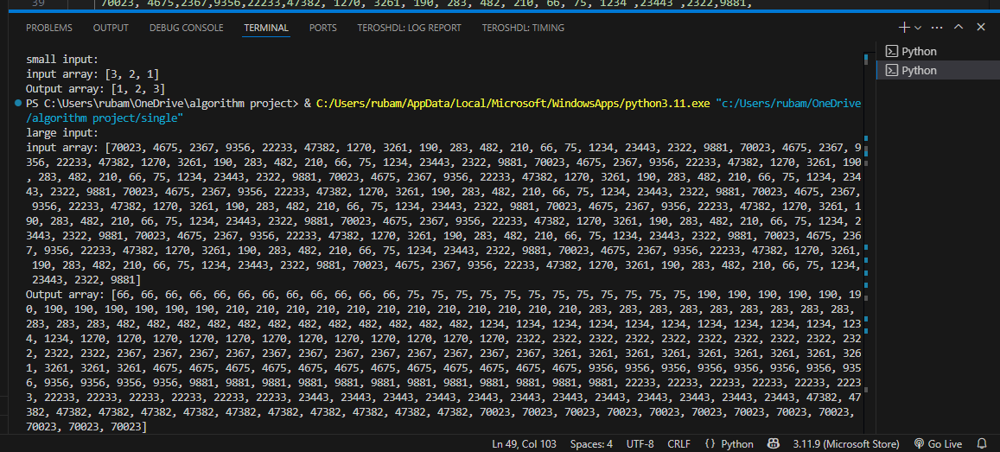 39 70023, 4675,2367,9356,22233,47382, 1270, 3261, 190, 283, 482, 210, 66, 75, 1234 ,23443 ,2322,9881,
PROBLEMS OUTPUT DEBUG CONSOLE TERMINAL PORTS TEROSHDL: LOG REPORT TEROSHDL: TIMING
Python
Python
small input:
input array: [3, 2, 1]
Output array: [1, 2, 3]
PS C:\Users\rubam\OneDrive\algorithm project> & C:/Users/rubam/AppData/Local/Microsoft/WindowsApps/python3.11.exe "c:/Users/rubam/OneDrive
/algorithm project/single"
large input:
input array: [70023, 4675, 2367, 9356, 22233, 47382, 1270, 3261, 190, 283, 482, 210, 66, 75, 1234, 23443, 2322, 9881, 70023, 4675, 2367, 9
356, 22233, 47382, 1270, 3261, 190, 283, 482, 210, 66, 75, 1234, 23443, 2322, 9881, 70023, 4675, 2367, 9356, 22233, 47382, 1270, 3261, 190
, 283, 482, 210, 66, 75, 1234, 23443, 2322, 9881, 70023, 4675, 2367, 9356, 22233, 47382, 1270, 3261, 190, 283, 482, 210, 66, 75, 1234, 234
43, 2322, 9881, 70023, 4675, 2367, 9356, 22233, 47382, 1270, 3261, 190, 283, 482, 210, 66, 75, 1234, 23443, 2322, 9881, 70023, 4675, 2367,
9356, 22233, 47382, 1270, 3261, 190, 283, 482, 210, 66, 75, 1234, 23443, 2322, 9881, 70023, 4675, 2367, 9356, 22233, 47382, 1270, 3261, 1
90, 283, 482, 210, 66, 75, 1234, 23443, 2322, 9881, 70023, 4675, 2367, 9356, 22233, 47382, 1270, 3261, 190, 283, 482, 210, 66, 75, 1234, 2
3443, 2322, 9881, 70023, 4675, 2367, 9356, 22233, 47382, 1270, 3261, 190, 283, 482, 210, 66, 75, 1234, 23443, 2322, 9881, 70023, 4675, 236
7, 9356, 22233, 47382, 1270, 3261, 190, 283, 482, 210, 66, 75, 1234, 23443, 2322, 9881, 70023, 4675, 2367, 9356, 22233, 47382, 1270, 3261,
190, 283, 482, 210, 66, 75, 1234, 23443, 2322, 9881, 70023, 4675, 2367, 9356, 22233, 47382, 1270, 3261, 190, 283, 482, 210, 66, 75, 1234,
23443, 2322, 9881]
Output array: [66, 66, 66, 66, 66, 66, 66, 66, 66, 66, 66, 66, 75, 75, 75, 75, 75, 75, 75, 75, 75, 75, 75, 75, 190, 190, 190, 190, 190, 19
0, 190, 190, 190, 190, 190, 190, 210, 210, 210, 210, 210, 210, 210, 210, 210, 210, 210, 210, 283, 283, 283, 283, 283, 283, 283, 283, 283,
283, 283, 283, 482, 482, 482, 482, 482, 482, 482, 482, 482, 482, 482, 482, 1234, 1234, 1234, 1234, 1234, 1234, 1234, 1234, 1234, 1234, 123
4, 1234, 1270, 1270, 1270, 1270, 1270, 1270, 1270, 1270, 1270, 1270, 1270, 1270, 2322, 2322, 2322, 2322, 2322, 2322, 2322, 2322, 2322, 232
2, 2322, 2322, 2367, 2367, 2367, 2367, 2367, 2367, 2367, 2367, 2367, 2367, 2367, 2367, 3261, 3261, 3261, 3261, 3261, 3261, 3261, 3261, 326
1, 3261, 3261, 3261, 4675, 4675, 4675, 4675, 4675, 4675, 4675, 4675, 4675, 4675, 4675, 4675, 9356, 9356, 9356, 9356, 9356, 9356, 9356, 935
6, 9356, 9356, 9356, 9356, 9881, 9881, 9881, 9881, 9881, 9881, 9881, 9881, 9881, 9881, 9881, 9881, 22233, 22233, 22233, 22233, 22233, 2223
3, 22233, 22233, 22233, 22233, 22233, 22233, 23443, 23443, 23443, 23443, 23443, 23443, 23443, 23443, 23443, 23443, 23443, 23443, 47382, 47
382, 47382, 47382, 47382, 47382, 47382, 47382, 47382, 47382, 47382, 47382, 70023, 70023, 70023, 70023, 70023, 70023, 70023, 70023, 70023,
70023, 70023, 70023]
Ln 49, Col 103 Spaces: 4 UTF-8 CRLF {} Python 3.11.9 (Microsoft Store) Go Live